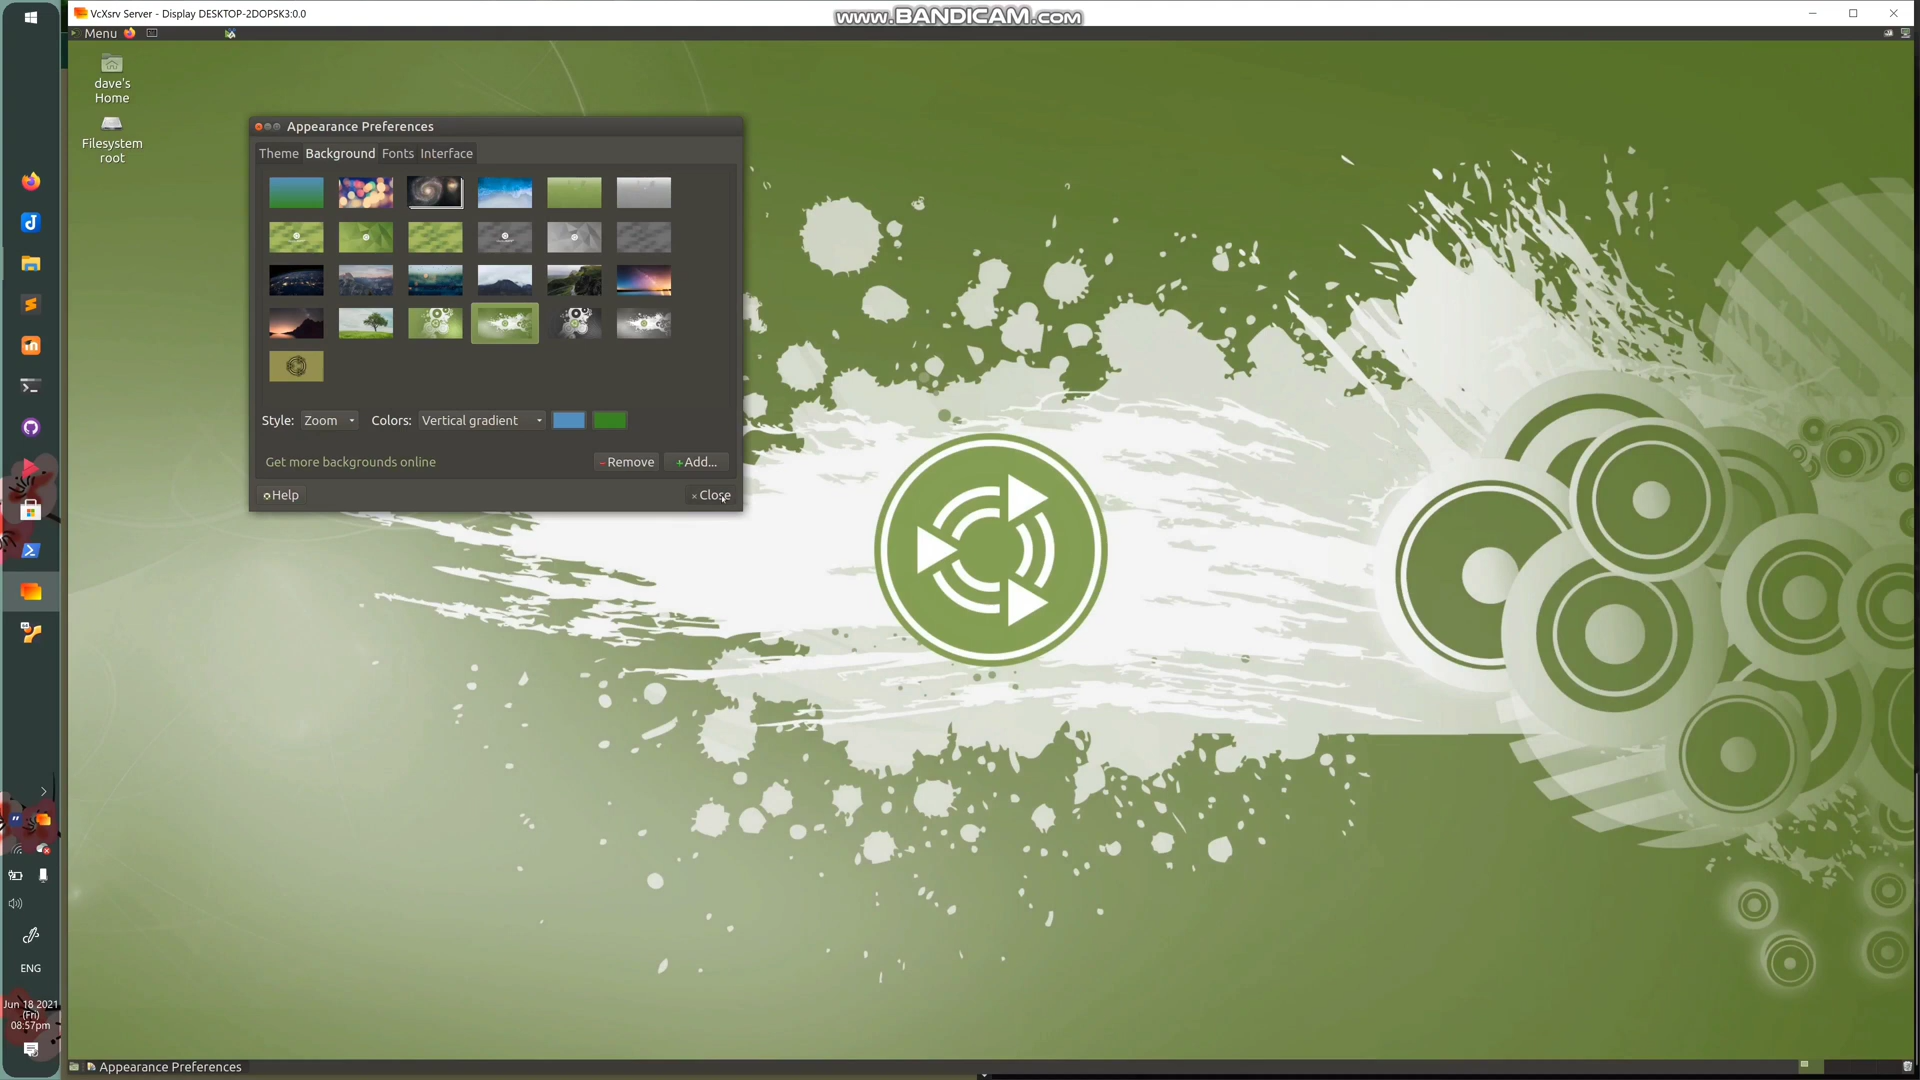 VcXsrv Server - Display DESKTOP-2DOPSK3:0.0
www.BANDICAM.com
Menu
dave's
Home
Filesystem
root
Appearance Preferences
Theme Background Fonts Interface
Style: Zoom Colors: Vertical gradient
Get more backgrounds online Remove Add...
Help Close
ENG
Jun 18 2021
(Fri)
08:57pm
Appearance Preferences